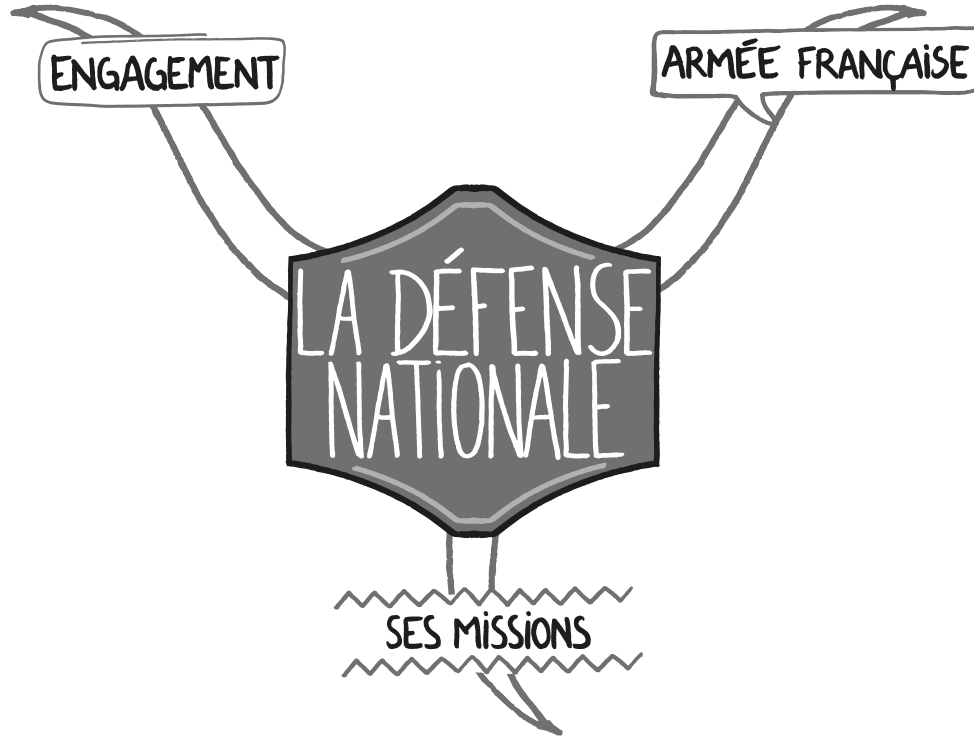 ENGAGEMENT
ARMÉE FRANÇAISE
LA DÉFENSE
NATIONALE
SES MISSIONS